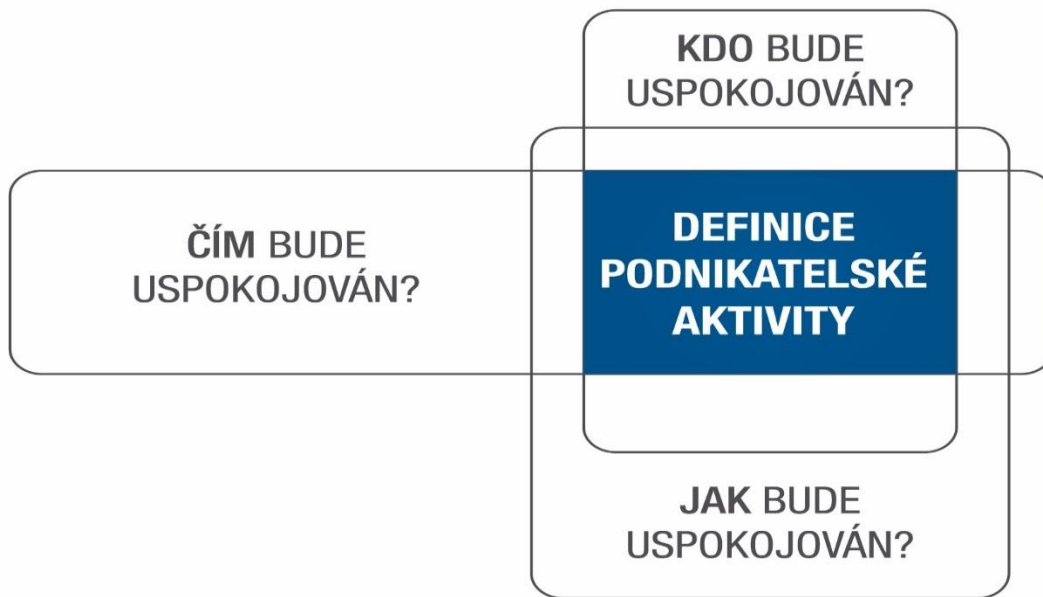 KDO BUDE
USPOKOJOVÁN?
ČÍM BUDE
USPOKOJOVÁN?
DEFINICE
PODNIKATELSKÉ
AKTIVITY
JAK BUDE
USPOKOJOVÁN?